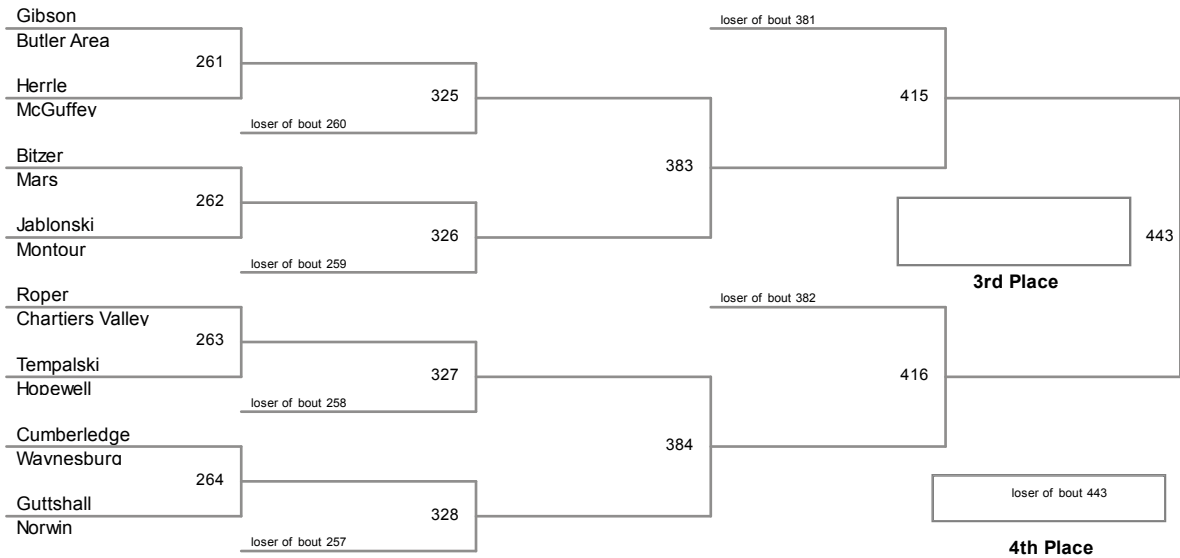 Gibson
loser of bout 381
Butler Area
261
Herrle
325
415
McGuffey
loser of bout 260
Bitzer
383
Mars
262
Jablonski
326
443
Montour
loser of bout 259
3rd Place
Roper
loser of bout 382
Chartiers Valley
263
Tempalski
327
416
Hopewell
loser of bout 258
Cumberledge
384
Waynesburg
264
loser of bout 443
Guttshall
328
Norwin
loser of bout 257
4th Place